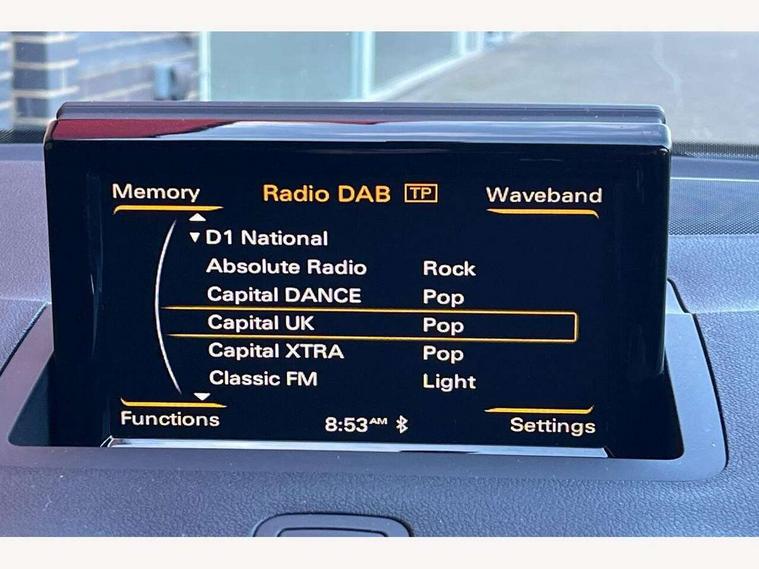 Memory Radio DAB TP Waveband
D1 National
Absolute Radio Rock
Capital DANCE Pop
Capital UK Pop
Capital XTRA Pop
Classic FM Light
Functions 8:53AM Settings